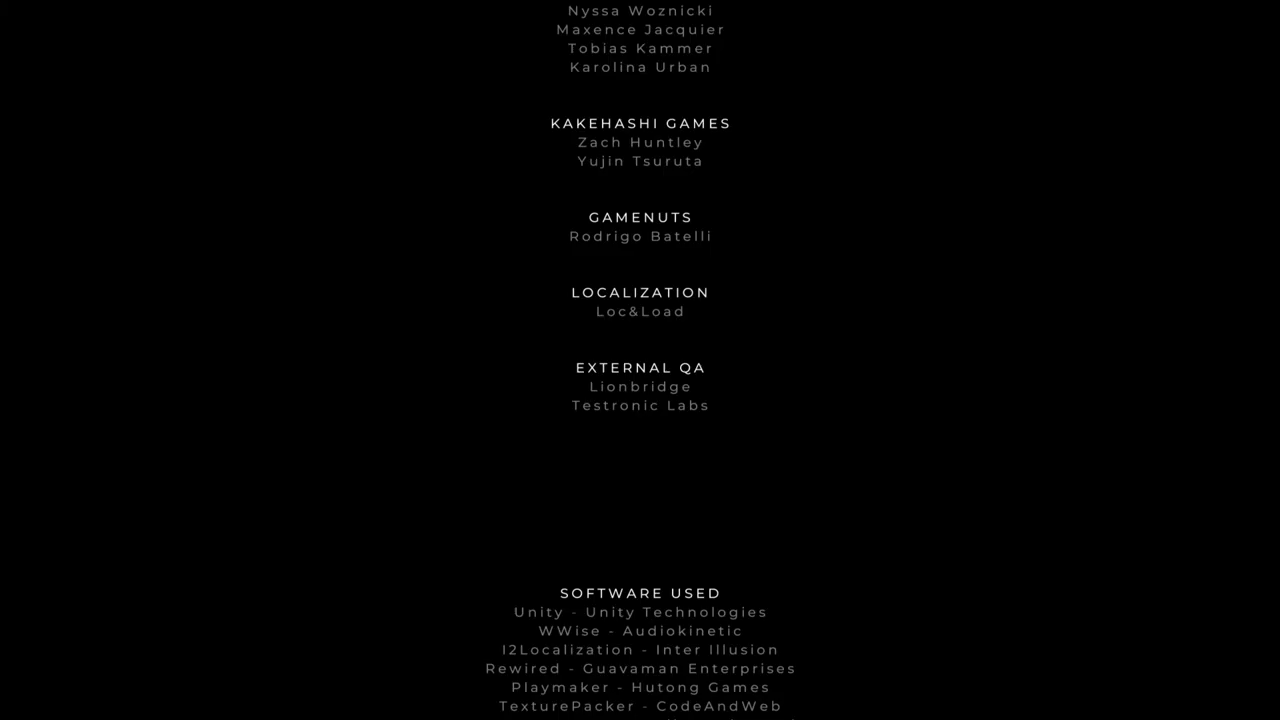 Nyssa Woznicki
Maxence Jacquier
Tobias Kammer
Karolina Urban
KAKEHASHI GAMES
Zach Huntley
Yujin Tsuruta
GAMENUTS
Rodrigo Batelli
LOCALIZATION
Loc&Load
EXTERNAL QA
Lionbridge
Testronic Labs
SOFTWARE USED
Unity - Unity Technologies
WWise - Audiokinetic
I2Localization - Inter Illusion
Rewired - Guavaman Enterprises
Playmaker - Hutong Games
TexturePacker - CodeAndWeb